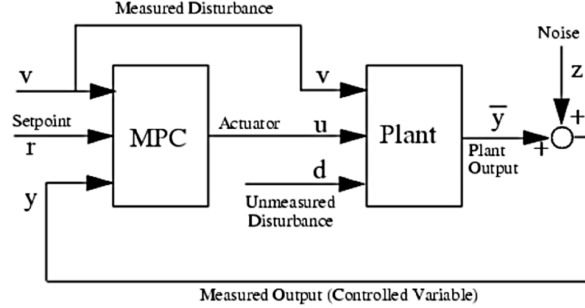 Measured Disturbance
Noise
v
v
z
Setpoint
Actuator
y
+
MPC
u
Plant
+
r
Plant
Output
d
y
Unmeasured
Disturbance
Measured Output (Controlled Variable)